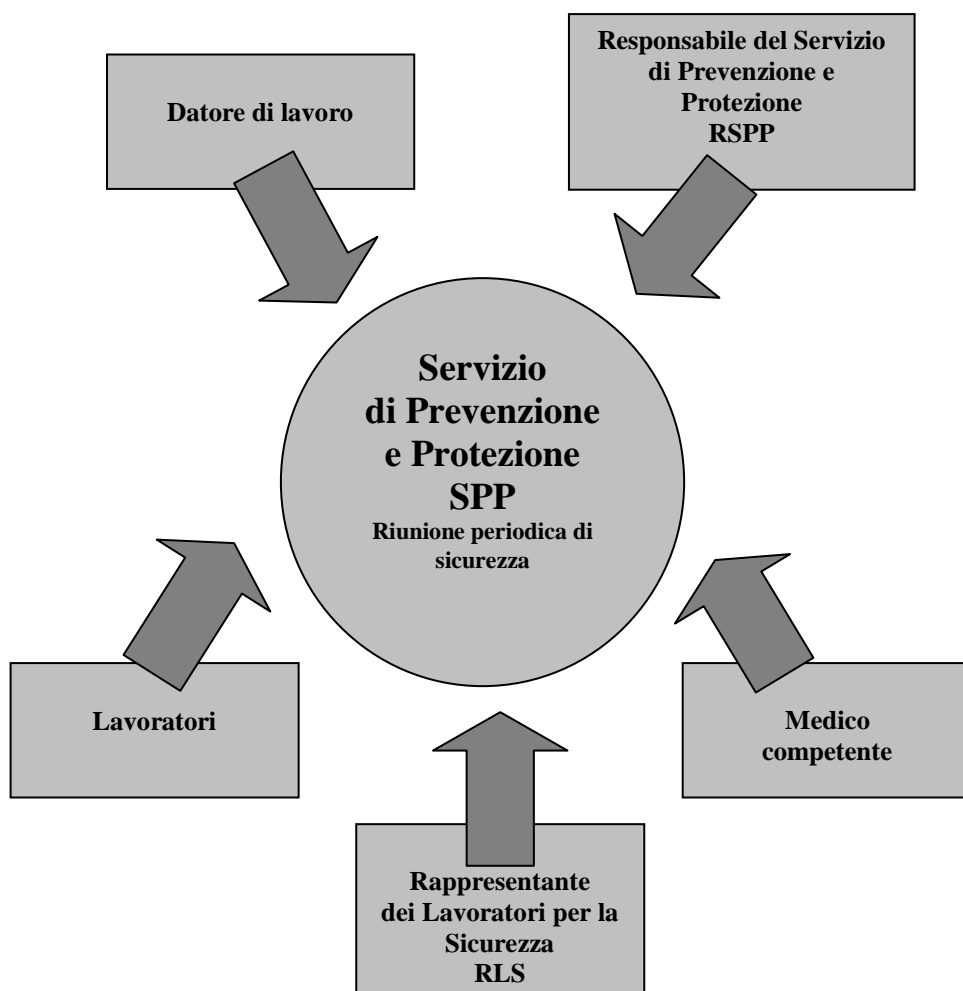 Responsabile del Servizio
di Prevenzione e
Protezione
RSPP
Datore di lavoro
Servizio
di Prevenzione
e Protezione
SPP
Riunione periodica di
sicurezza
Lavoratori
Medico
competente
Rappresentante
dei Lavoratori per la
Sicurezza
RLS